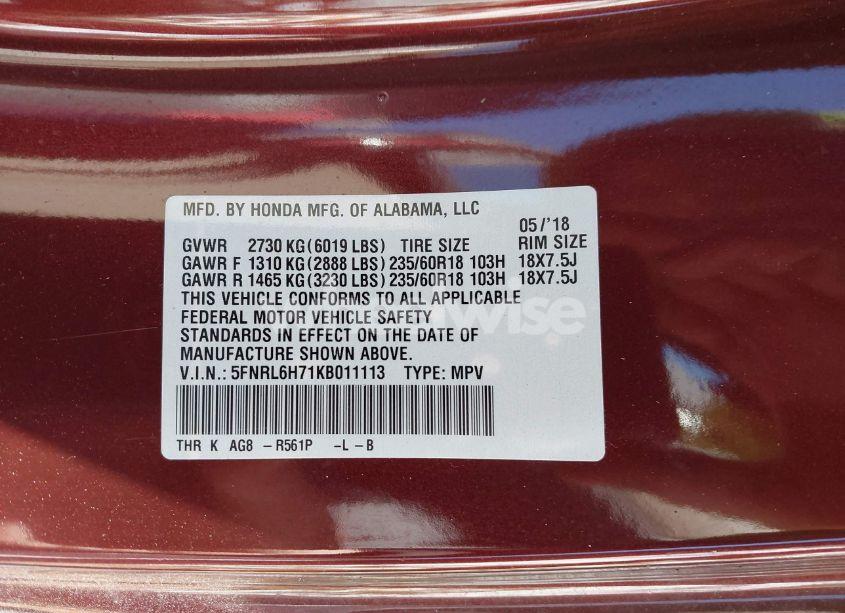 MFD. BY HONDA MFG. OF ALABAMA, LLC
05/'18
GVWR 2730 KG (6019 LBS) TIRE SIZE RIM SIZE
GAWR F 1310 KG (2888 LBS) 235/60R18 103H 18X7.5J
GAWR R 1465 KG (3230 LBS) 235/60R18 103H 18X7.5J
THIS VEHICLE CONFORMS TO ALL APPLICABLE
FEDERAL MOTOR VEHICLE SAFETY
STANDARDS IN EFFECT ON THE DATE OF
MANUFACTURE SHOWN ABOVE.
V.I.N.: 5FNRL6H71KB011113 TYPE: MPV
THR K AG8 -R561P -L -B